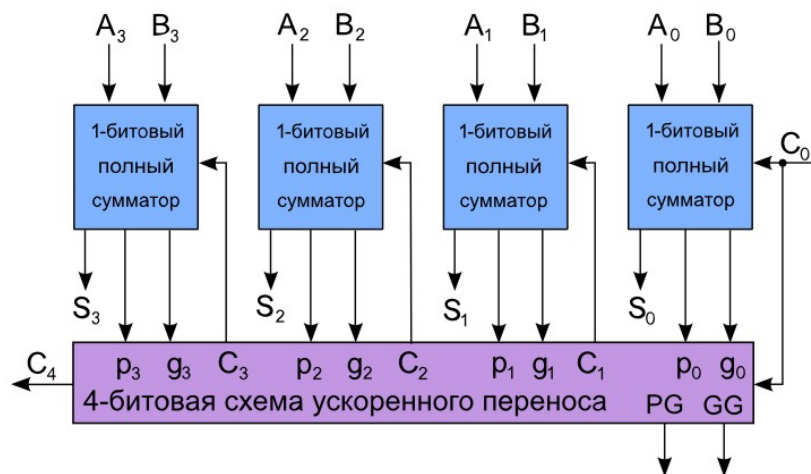 A₃ B₃ A₂ B₂ A₁ B₁ A₀ B₀
1-битовый 1-битовый 1-битовый 1-битовый
полный полный полный полный C₀
сумматор сумматор сумматор сумматор
S₃ S₂ S₁ S₀
C₄ p₃ g₃ C₃ p₂ g₂ C₂ p₁ g₁ C₁ p₀ g₀
4-битовая схема ускоренного переноса PG GG